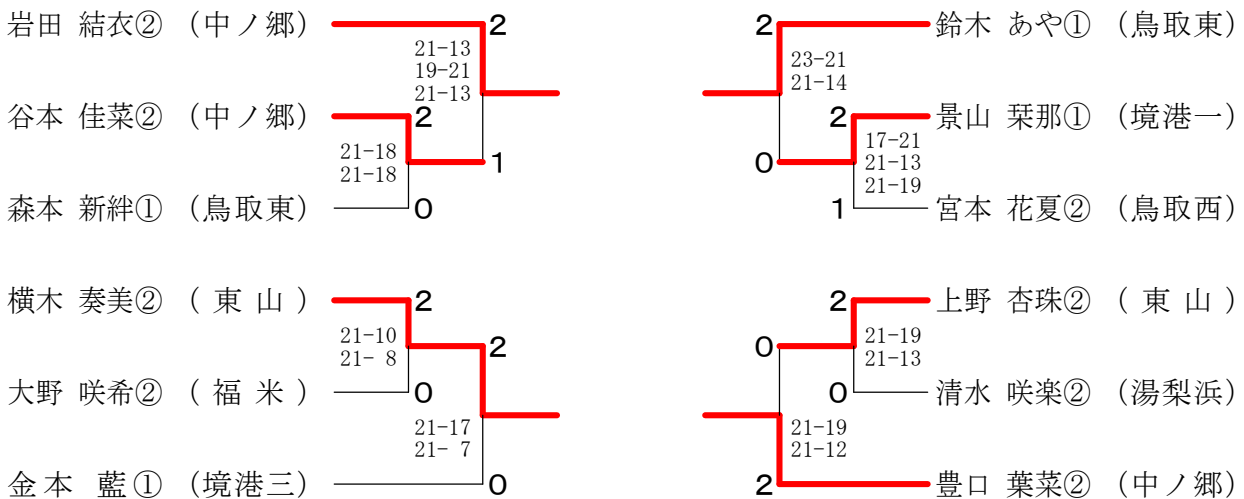 岩田 結衣② (中ノ郷) 2
21-13
19-21
21-13
谷本 佳菜② (中ノ郷) 2
21-18
21-18
1
森本 新絆① (鳥取東) 0
横木 奏美② (東山) 2
21-10
21- 8
2
大野 咲希② (福米) 0
21-17
21- 7
金本 藍① (境港三) 0
2 鈴木 あや① (鳥取東)
23-21
21-14
2 景山 栞那① (境港一)
17-21
21-13
21-19
0
1 宮本 花夏② (鳥取西)
2 上野 杏珠② (東山)
21-19
21-13
0
0 清水 咲楽② (湯梨浜)
21-19
21-12
2 豊口 葉菜② (中ノ郷)